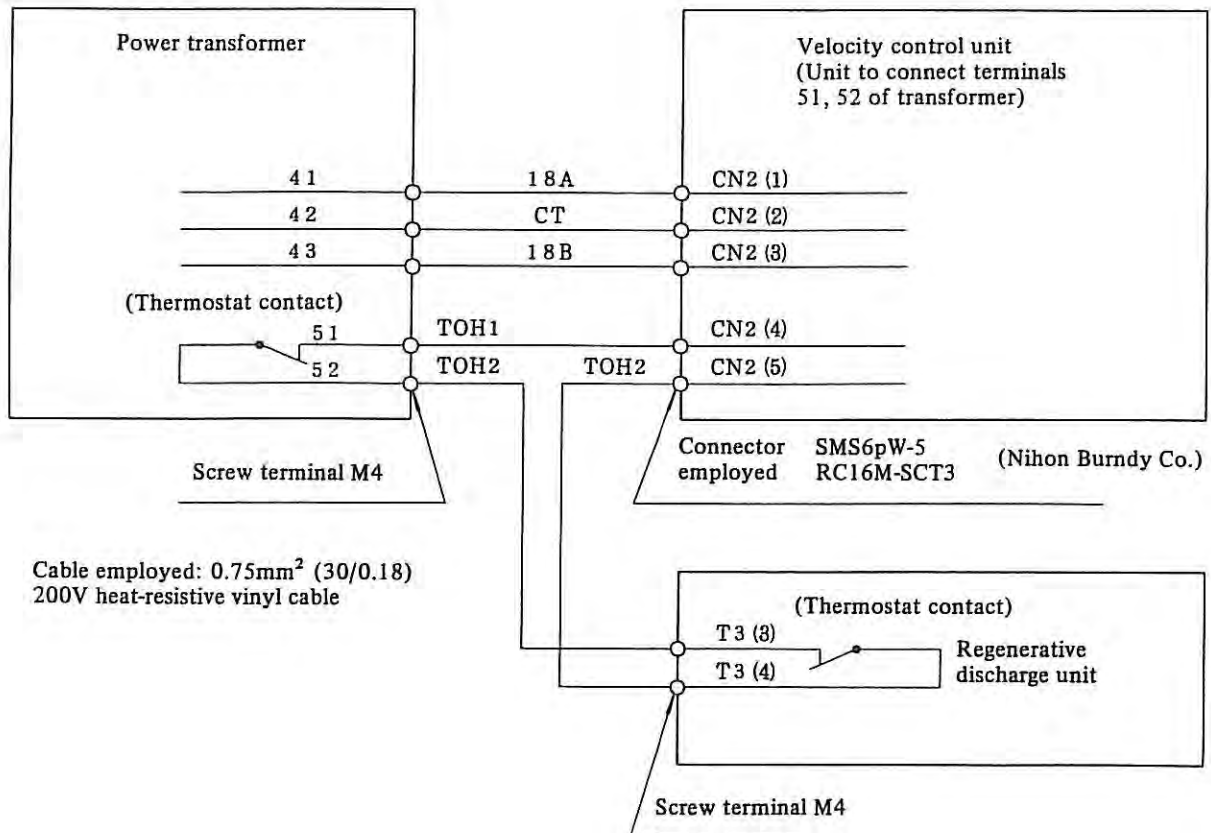 Power transformer
Velocity control unit
(Unit to connect terminals
51, 52 of transformer)
41 18A CN2 (1)
42 CT CN2 (2)
43 18B CN2 (3)
(Thermostat contact)
51 TOH1 CN2 (4)
52 TOH2 TOH2 CN2 (5)
Screw terminal M4
Connector SMS6pW-5
employed RC16M-SCT3
(Nihon Burndy Co.)
Cable employed: 0.75mm² (30/0.18)
200V heat-resistive vinyl cable
(Thermostat contact)
T3 (3)
T3 (4)
Regenerative
discharge unit
Screw terminal M4